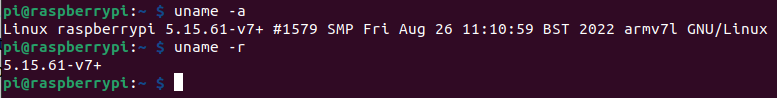 pi@raspberrypi:~ $ uname -a
Linux raspberrypi 5.15.61-v7+ #1579 SMP Fri Aug 26 11:10:59 BST 2022 armv7l GNU/Linux
pi@raspberrypi:~ $ uname -r
5.15.61-v7+
pi@raspberrypi:~ $